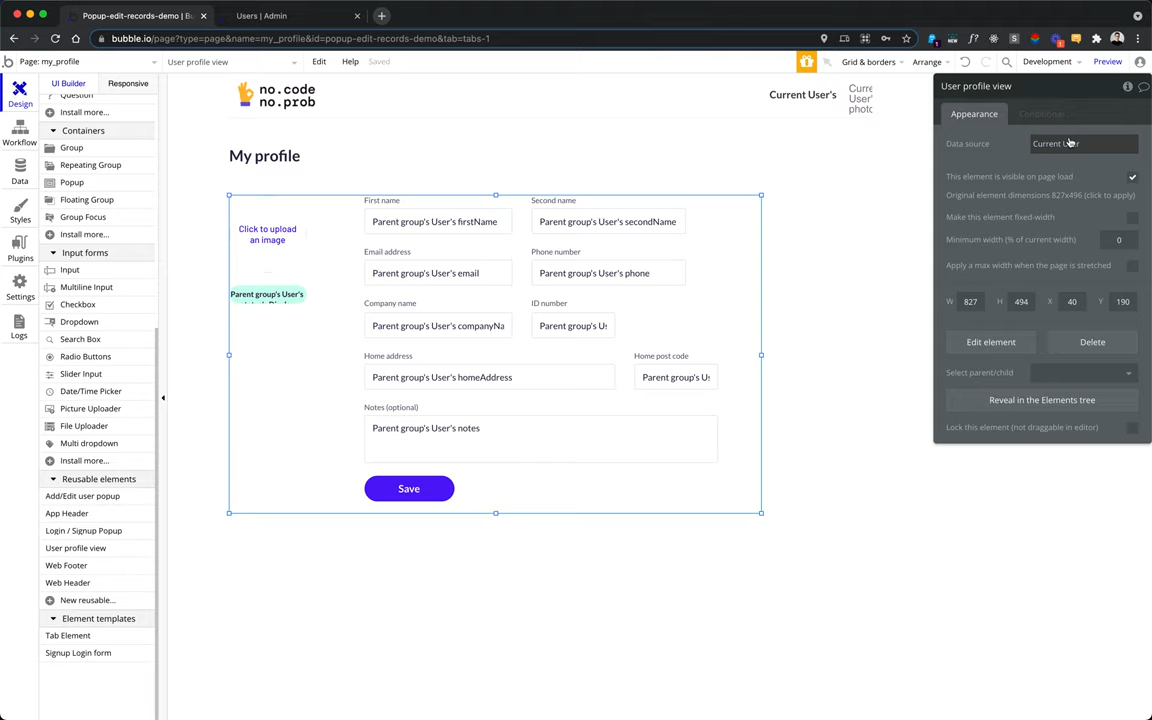 Popup-edit-records-demo | Bu
Users | Admin
bubble.io/page?type=page&name=my_profile&id=popup-edit-records-demo&tab=tabs-1
Page: my_profile
User profile view
Edit
Help
Saved
Grid & borders
Arrange
Development
Preview
Design
Workflow
Data
Styles
Plugins
Settings
Logs
UI Builder
Responsive
Question
Install more...
Containers
Group
Repeating Group
Popup
Floating Group
Group Focus
Install more...
Input forms
Input
Multiline Input
Checkbox
Dropdown
Search Box
Radio Buttons
Slider Input
Date/Time Picker
Picture Uploader
File Uploader
Multi dropdown
Install more...
Reusable elements
Add/Edit user popup
App Header
Login / Signup Popup
User profile view
Web Footer
Web Header
New reusable...
Element templates
Tab Element
Signup Login form
no.code
no.prob
Current User's
Curre
User's
photo
My profile
Click to upload
an image
Parent group's User's
First name
Parent group's User's firstName
Second name
Parent group's User's secondName
Email address
Parent group's User's email
Phone number
Parent group's User's phone
Company name
Parent group's User's companyNa
ID number
Parent group's Us
Home address
Parent group's User's homeAddress
Home post code
Parent group's Us
Notes (optional)
Parent group's User's notes
Save
User profile view
Appearance
Conditional
Data source
Current User
This element is visible on page load
Original element dimensions 827x496 (click to apply)
Make this element fixed-width
Minimum width (% of current width)
0
Apply a max width when the page is stretched
W 827 H 494 X 40 Y 190
Edit element
Delete
Select parent/child
Reveal in the Elements tree
Lock this element (not draggable in editor)